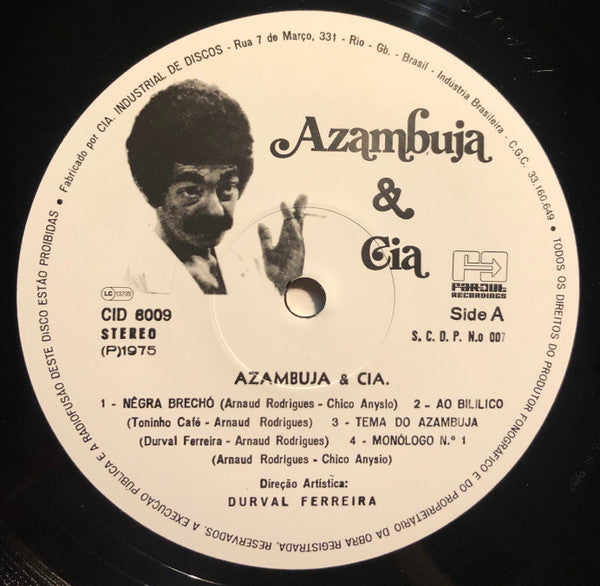 • Fabricado por CIA. INDUSTRIAL DE DISCOS - Rua 7 de Março, 331 - Rio - Gb. - Brasil - Indústria Brasileira - C.G.C. 33.160.649 • TODOS OS DIREITOS DO PRODUTOR FONOGRÁFICO E DO PROPRIETÁRIO DA OBRA REGISTRADA, RESERVADOS. A EXECUÇÃO PÚBLICA E A RADIOFUSÃO DESTE DISCO ESTÃO PROIBIDAS
Azambuja
&
Cia
LC 13735
FAROUT
RECORDINGS
CID 8009
Side A
STEREO
S. C. D. P. N.o 007
(P)1975
AZAMBUJA & CIA.
1 - NÊGRA BRECHÓ (Arnaud Rodrigues - Chico Anysio) 2 - AO BILILICO
(Toninho Café - Arnaud Rodrigues) 3 - TEMA DO AZAMBUJA
(Durval Ferreira - Arnaud Rodrigues) 4 - MONÓLOGO N.º 1
(Arnaud Rodrigues - Chico Anysio)
Direção Artística:
DURVAL FERREIRA